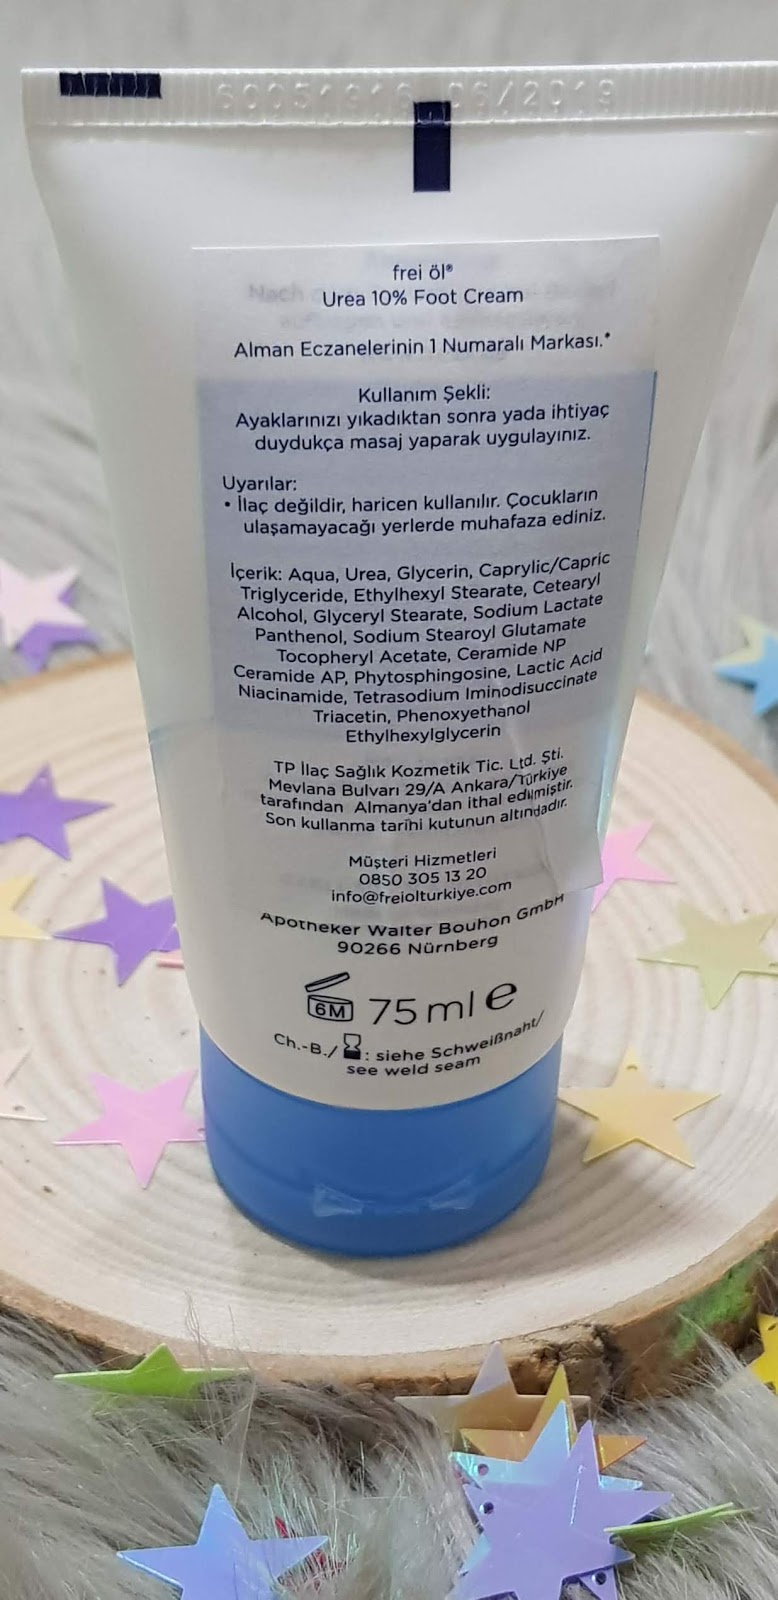 06/2019
frei öl®
Urea 10% Foot Cream
Alman Eczanelerinin 1 Numaralı Markası.*
Kullanım Şekli:
Ayaklarınızı yıkadıktan sonra yada ihtiyaç
duydukça masaj yaparak uygulayınız.
Uyarılar:
• İlaç değildir, haricen kullanılır. Çocukların
ulaşamayacağı yerlerde muhafaza ediniz.
İçerik: Aqua, Urea, Glycerin, Caprylic/Capric
Triglyceride, Ethylhexyl Stearate, Cetearyl
Alcohol, Glyceryl Stearate, Sodium Lactate
Panthenol, Sodium Stearoyl Glutamate
Tocopheryl Acetate, Ceramide NP
Ceramide AP, Phytosphingosine, Lactic Acid
Niacinamide, Tetrasodium Iminodisuccinate
Triacetin, Phenoxyethanol
Ethylhexylglycerin
TP İlaç Sağlık Kozmetik Tic. Ltd. Şti.
Mevlana Bulvarı 29/A Ankara/Türkiye
tarafından Almanya'dan ithal edilmiştir.
Son kullanma tarihi kutunun altındadır.
Müşteri Hizmetleri
0850 305 13 20
info@freiolturkiye.com
Apotheker Walter Bouhon GmbH
90266 Nürnberg
6M 75 ml e
Ch.-B./ : siehe Schweißnaht/
see weld seam